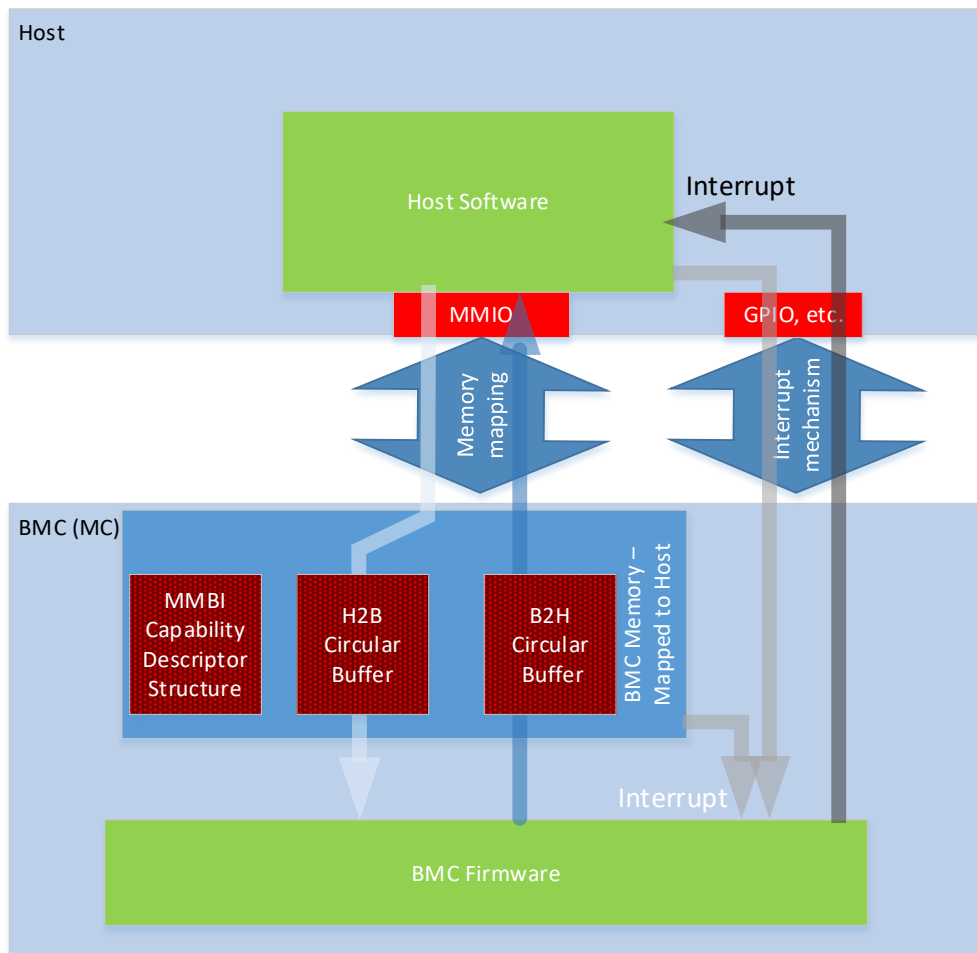 Host
Host Software
Interrupt
MMIO
GPIO, etc.
Memory
mapping
Interrupt
mechanism
BMC (MC)
MMBI
Capability
Descriptor
Structure
H2B
Circular
Buffer
B2H
Circular
Buffer
BMC Memory –
Mapped to Host
Interrupt
BMC Firmware